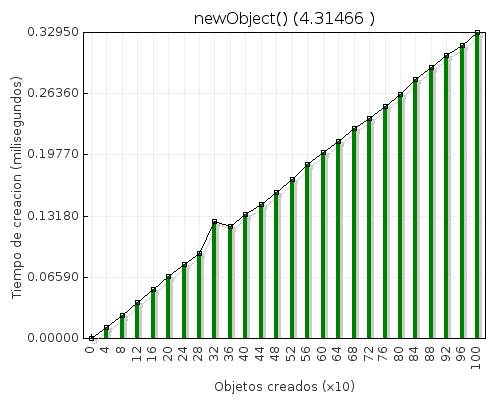 newObject() (4.31466 )
Tiempo de creacion (milisegundos)
0.32950
0.26360
0.19770
0.13180
0.06590
0.00000
0 4 8 12 16 20 24 28 32 36 40 44 48 52 56 60 64 68 72 76 80 84 88 92 96 100
Objetos creados (x10)